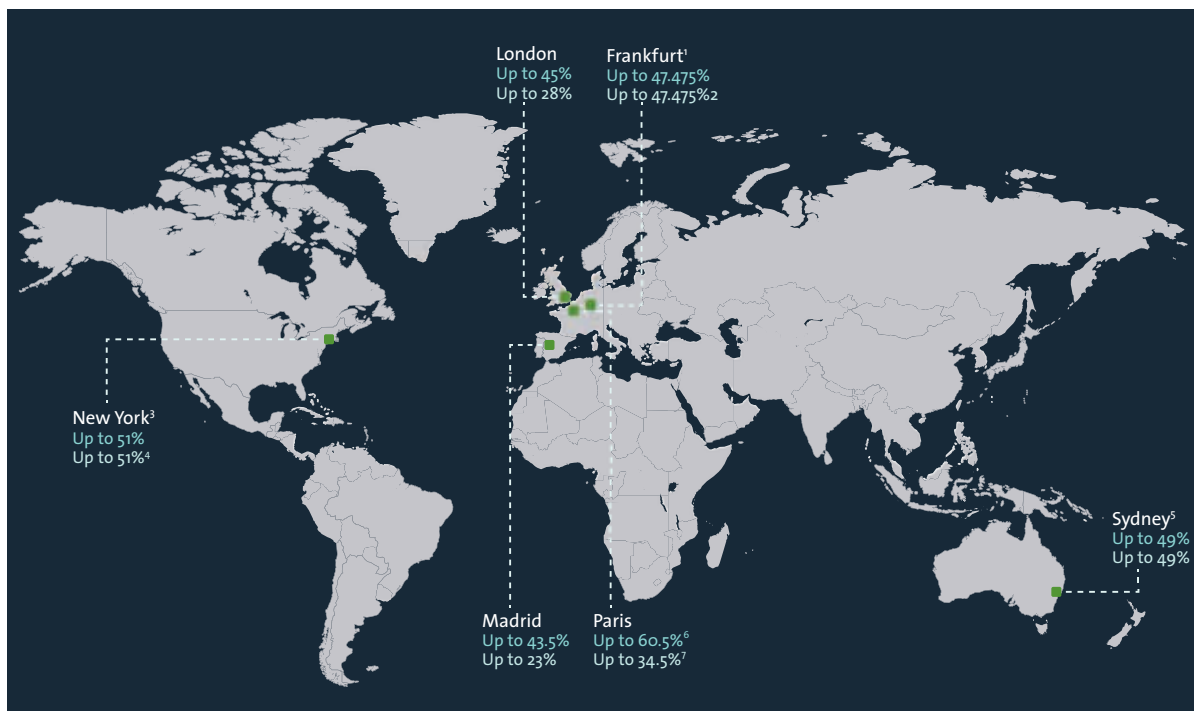 London
Up to 45%
Up to 28%
Frankfurt¹
Up to 47.475%
Up to 47.475%2
New York³
Up to 51%
Up to 51%⁴
Madrid
Up to 43.5%
Up to 23%
Paris
Up to 60.5%⁶
Up to 34.5%⁷
Sydney⁵
Up to 49%
Up to 49%